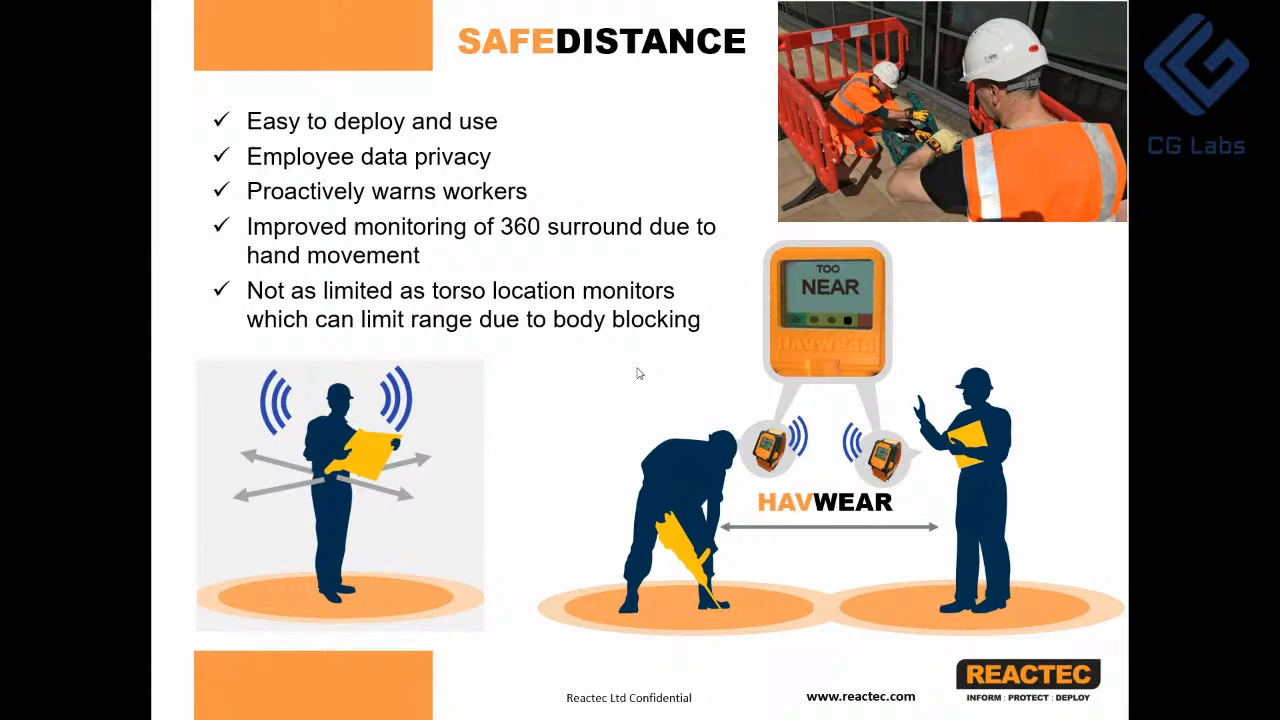 SAFEDISTANCE
CG Labs
Easy to deploy and use
Employee data privacy
Proactively warns workers
Improved monitoring of 360 surround due to
hand movement
Not as limited as torso location monitors
which can limit range due to body blocking
TOO
NEAR
HAVWEAR
HAVWEAR
Reactec Ltd Confidential
www.reactec.com
REACTEC
INFORM : PROTECT : DEPLOY